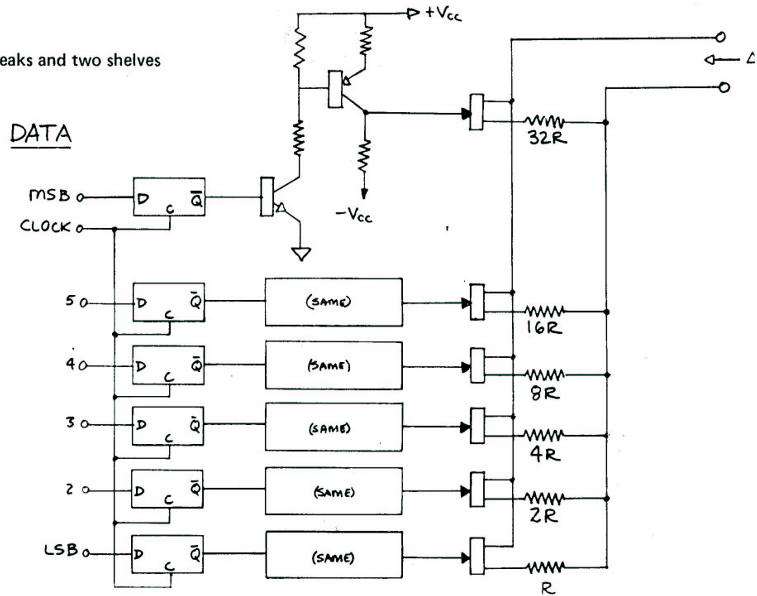 +Vcc
eaks and two shelves
DATA
32R
MSB D C Q̅
-Vcc
CLOCK
5 D C Q̅ (SAME) 16R
4 D C Q̅ (SAME) 8R
3 D C Q̅ (SAME) 4R
2 D C Q̅ (SAME) 2R
LSB D C Q̅ (SAME) R